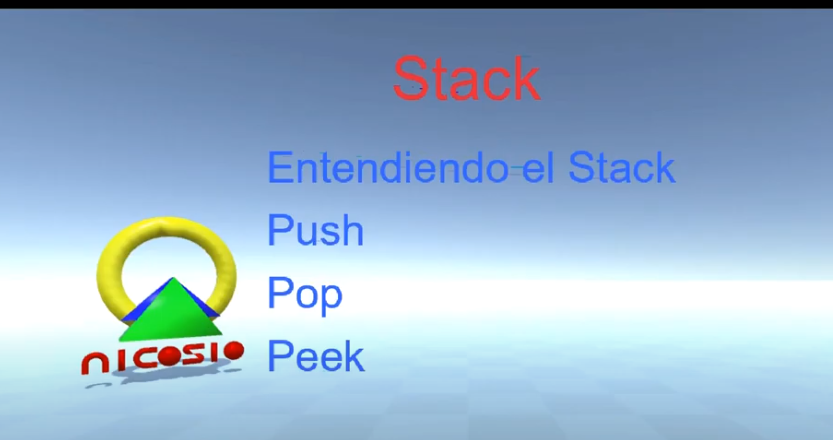 Stack
Entendiendo el Stack
Push
Pop
Peek
nICOSIO